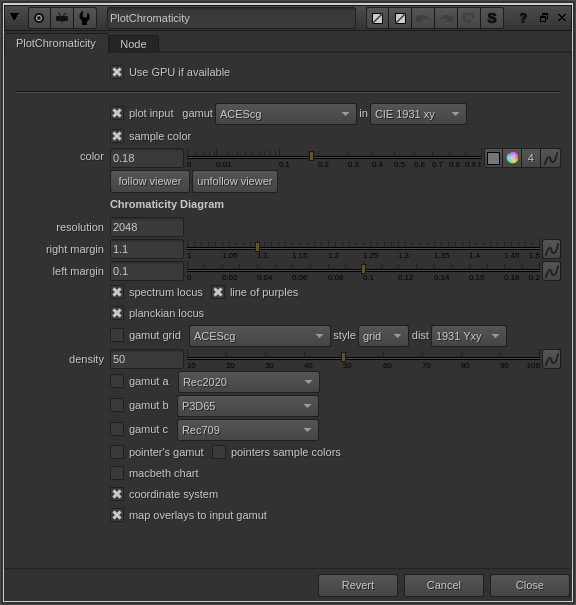 PlotChromaticity S ?
PlotChromaticity Node
Use GPU if available
plot input gamut ACEScg in CIE 1931 xy
sample color
color 0.18 4
0 0.01 0.1 0.2 0.3 0.4 0.5 0.6 0.7 0.8 0.9 1
follow viewer unfollow viewer
Chromaticity Diagram
resolution 2048
right margin 1.1
1 1.05 1.1 1.15 1.2 1.25 1.3 1.35 1.4 1.45 1.5
left margin 0.1
0 0.02 0.04 0.06 0.08 0.1 0.12 0.14 0.16 0.18 0.2
spectrum locus line of purples
planckian locus
gamut grid ACEScg style grid dist 1931 Yxy
density 50
10 20 30 40 50 60 70 80 90 100
gamut a Rec2020
gamut b P3D65
gamut c Rec709
pointer's gamut pointers sample colors
macbeth chart
coordinate system
map overlays to input gamut
Revert Cancel Close